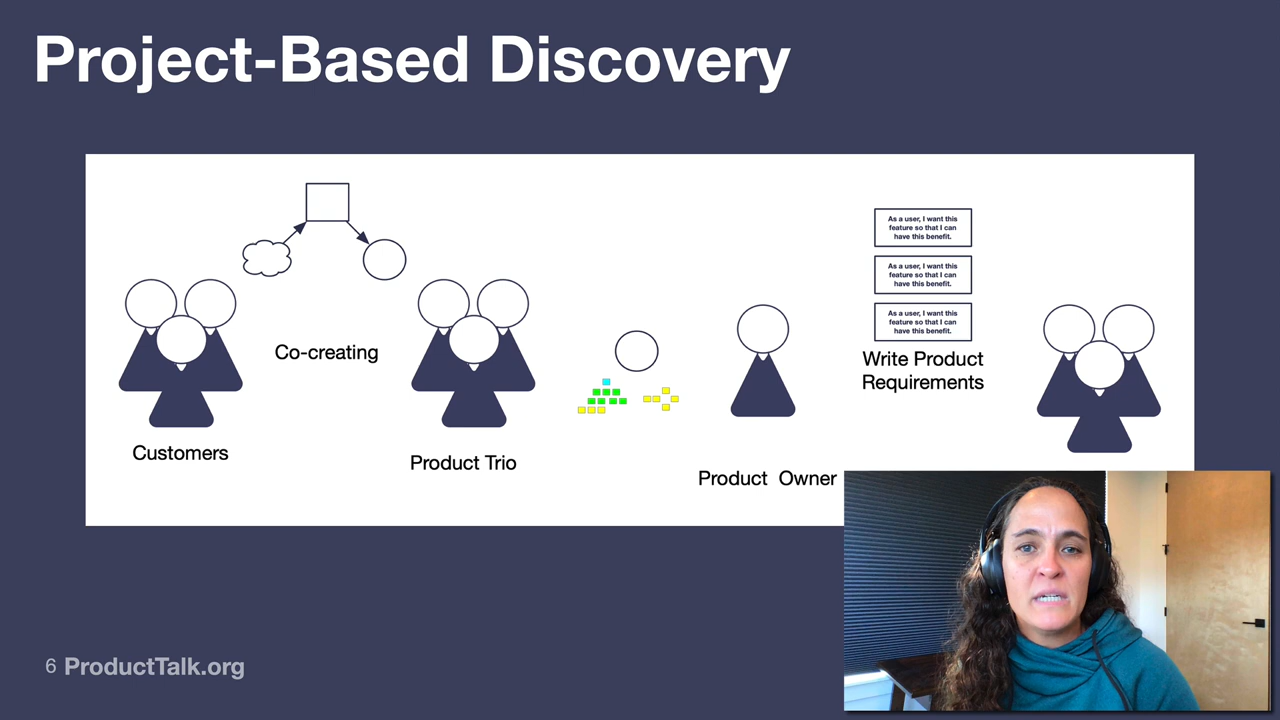 Project-Based Discovery
As a user, I want this
feature so that I can
have this benefit.
As a user, I want this
feature so that I can
have this benefit.
As a user, I want this
feature so that I can
have this benefit.
Co-creating
Write Product
Requirements
Customers
Product Trio
Product Owner
6 ProductTalk.org